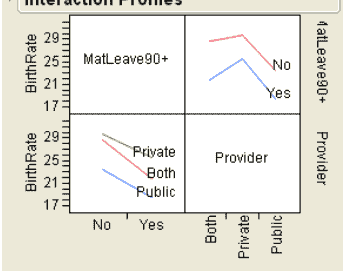 Interaction Profiles
BirthRate
29
25
21
17
MatLeave90+
No
Yes
MatLeave90+
BirthRate
29
25
21
17
Private
Both
Public
Provider
Provider
No
Yes
Both
Private
Public